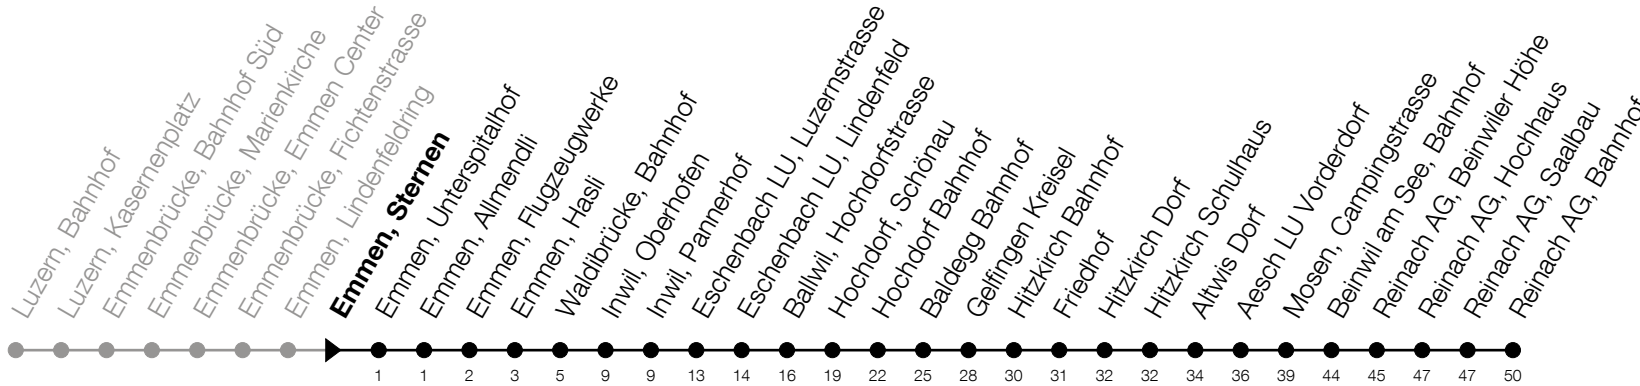 Luzern, Bahnhof
Luzern, Kasernenplatz
Emmenbrücke, Bahnhof Süd
Emmenbrücke, Marienkirche
Emmenbrücke, Emmen Center
Emmenbrücke, Fichtenstrasse
Emmen, Lindenfeldring
Emmen, Sternen
Emmen, Unterspitalhof
Emmen, Allmendli
Emmen, Flugzeugwerke
Emmen, Hasli
Waldibrücke, Bahnhof
Inwil, Oberhofen
Inwil, Pannerhof
Eschenbach LU, Luzernstrasse
Eschenbach LU, Lindenfeld
Ballwil, Hochdorfstrasse
Hochdorf, Schönau
Hochdorf Bahnhof
Baldegg Bahnhof
Gelfingen Kreisel
Hitzkirch Bahnhof
Friedhof
Hitzkirch Dorf
Hitzkirch Schulhaus
Altwis Dorf
Aesch LU Vorderdorf
Mosen, Campingstrasse
Beinwil am See, Bahnhof
Reinach AG, Beinwiler Höhe
Reinach AG, Hochhaus
Reinach AG, Saalbau
Reinach AG, Bahnhof
1 1 2 3 5 9 9 13 14 16 19 22 25 28 30 31 32 32 34 36 39 44 45 47 47 50